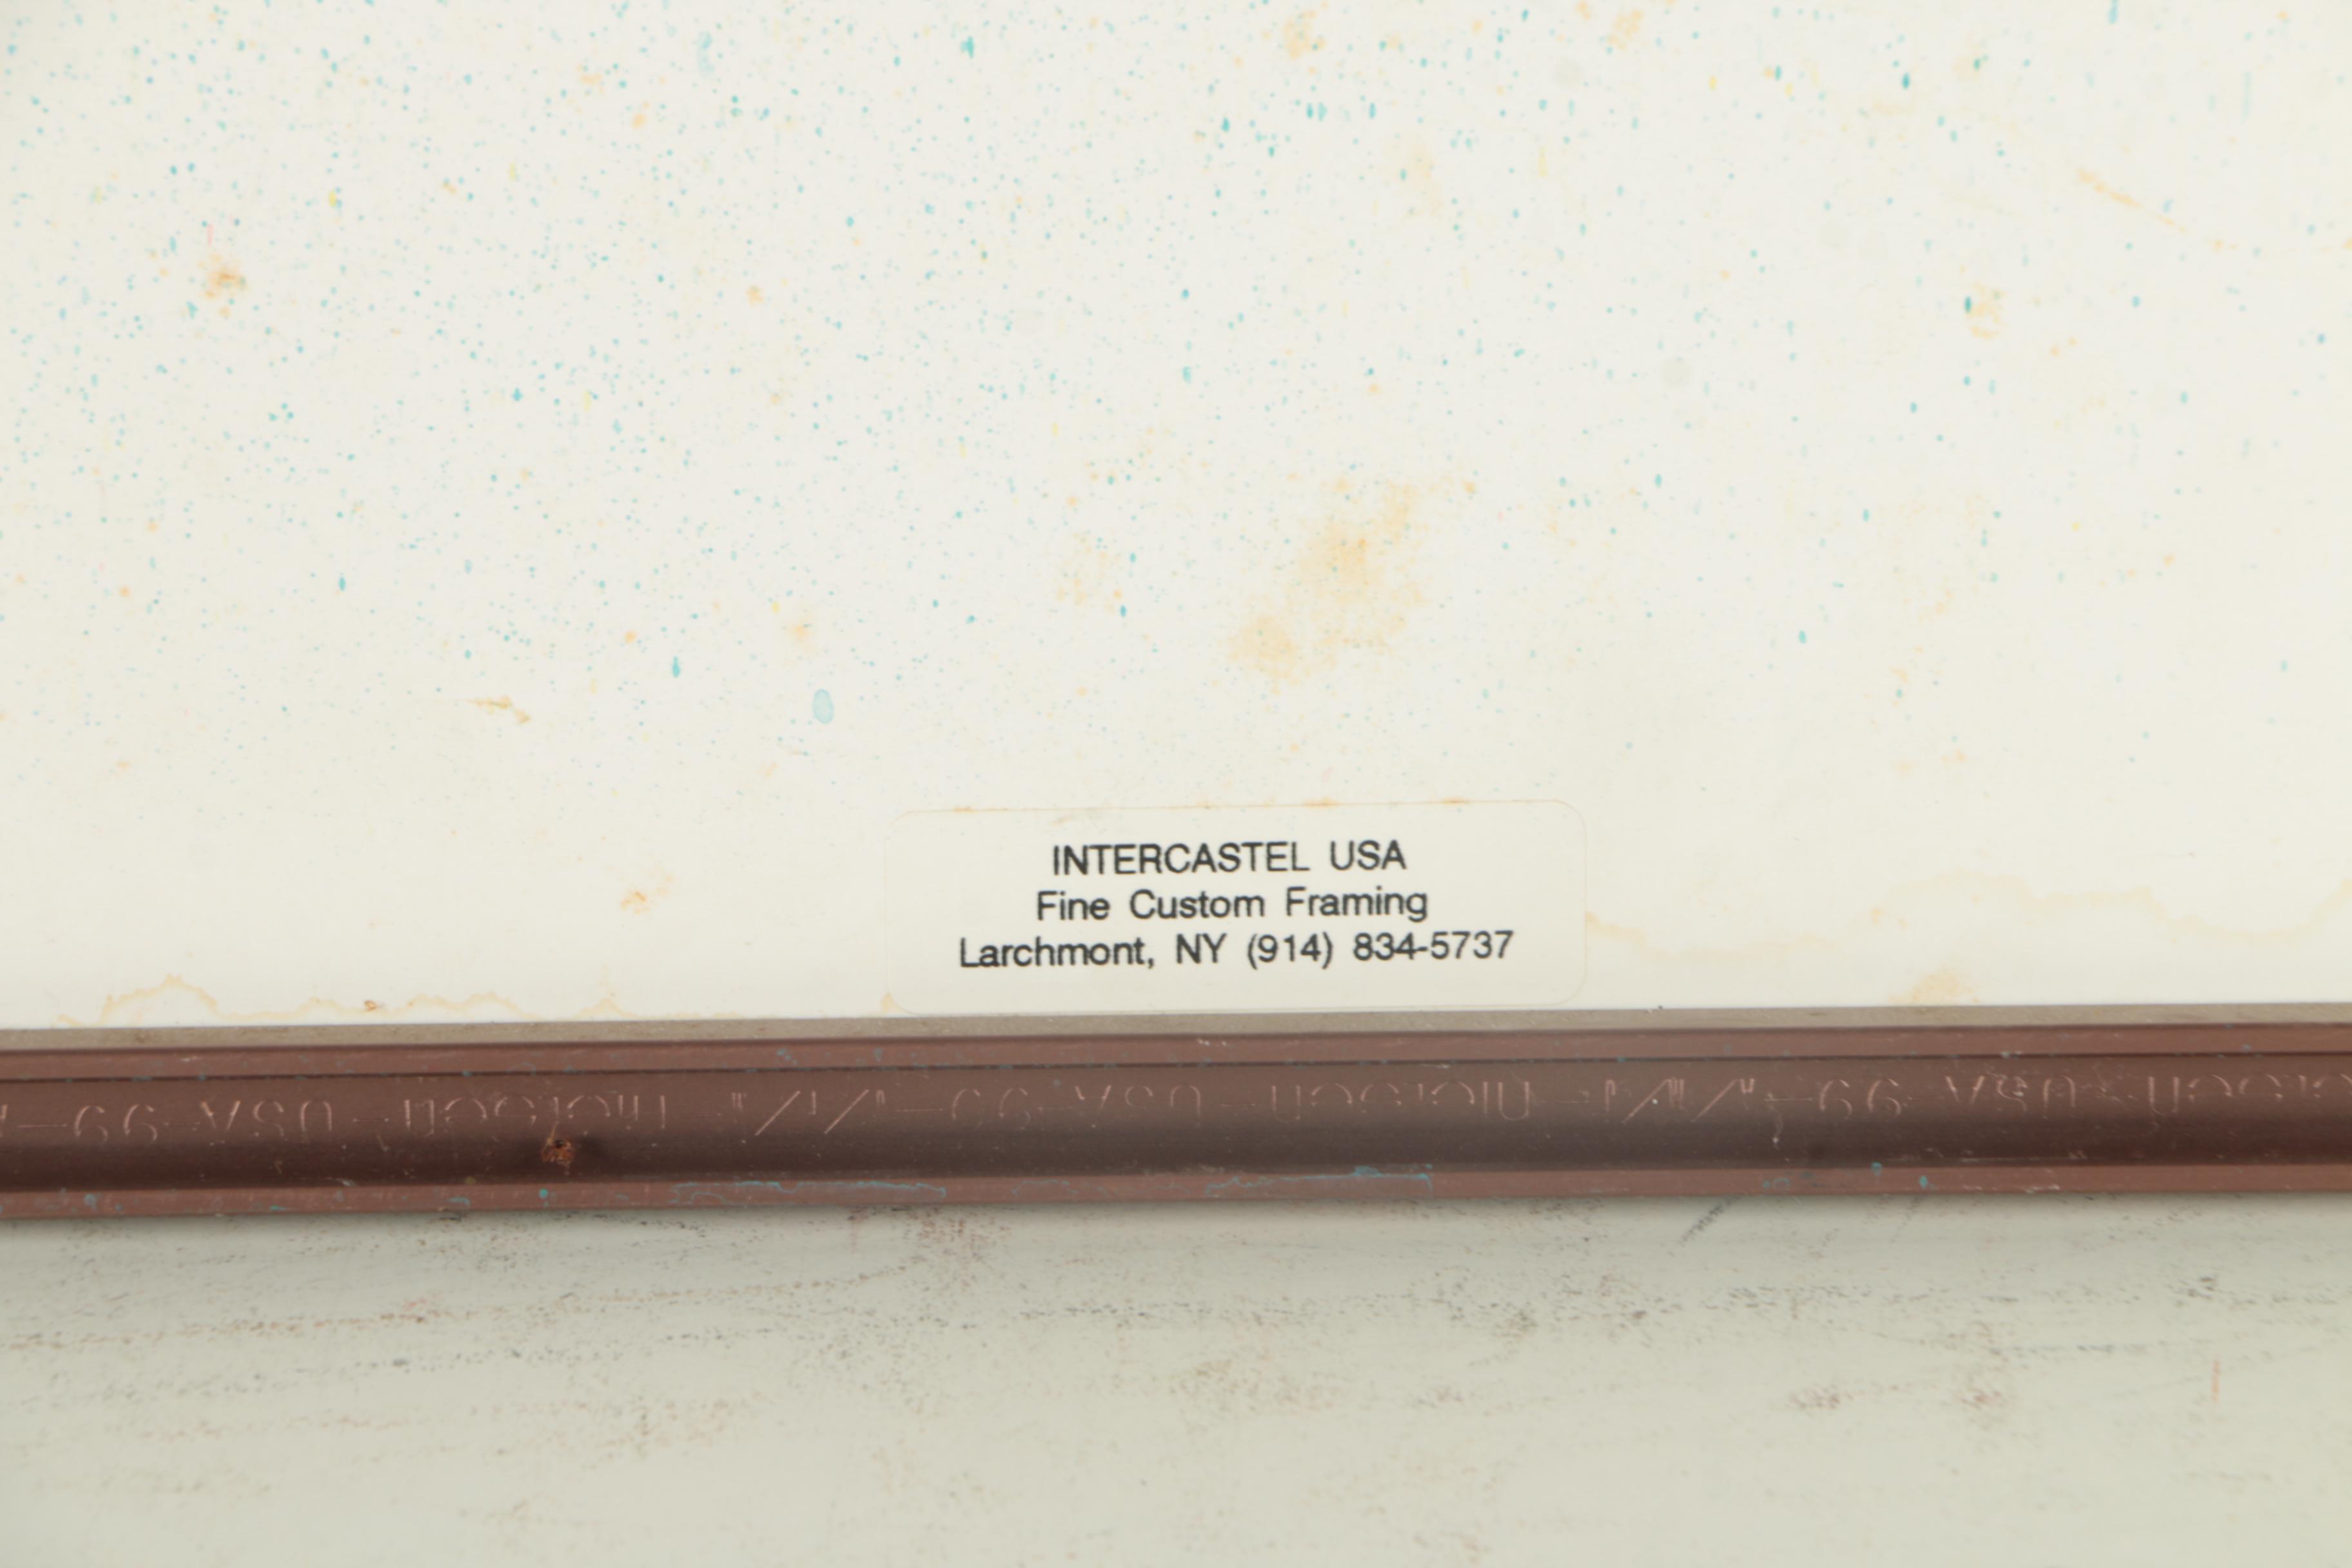 INTERCASTEL USA
Fine Custom Framing
Larchmont, NY (914) 834-5737